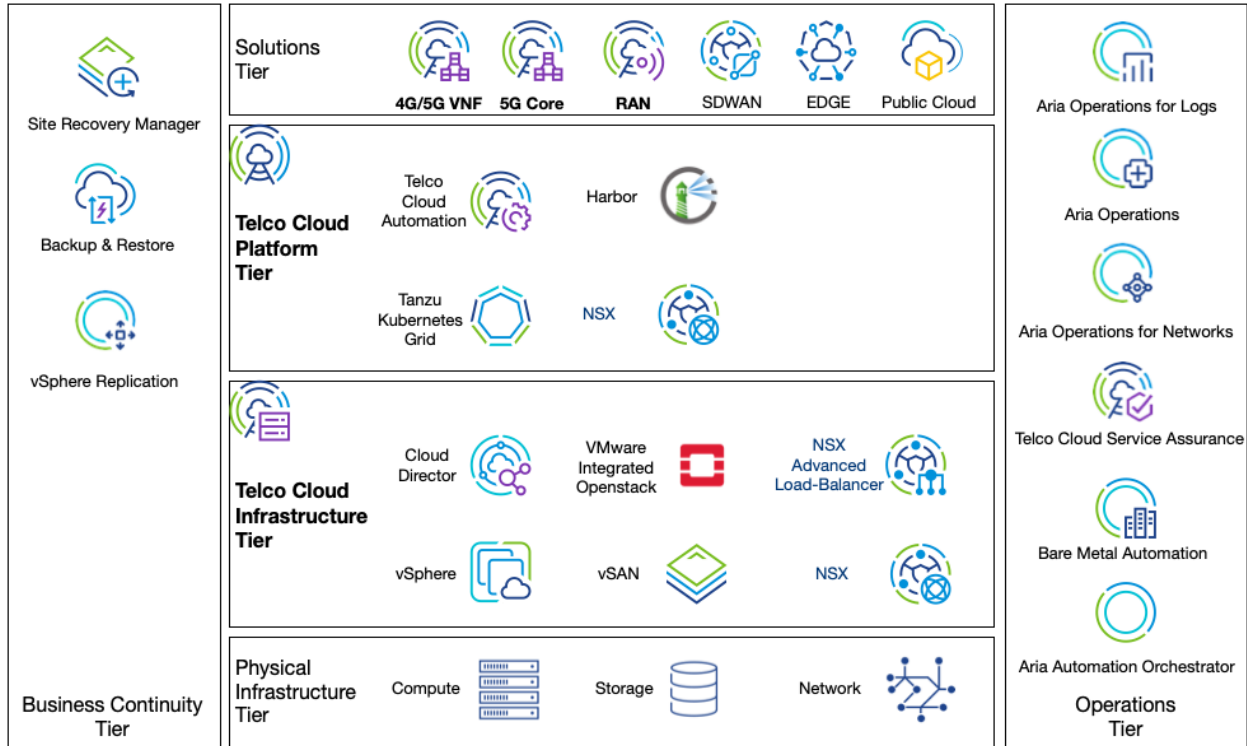 Site Recovery Manager
Backup & Restore
vSphere Replication
Business Continuity
Tier
Solutions
Tier
4G/5G VNF
5G Core
RAN
SDWAN
EDGE
Public Cloud
Telco Cloud
Platform
Tier
Telco
Cloud
Automation
Harbor
Tanzu
Kubernetes
Grid
NSX
Telco Cloud
Infrastructure
Tier
Cloud
Director
VMware
Integrated
Openstack
NSX
Advanced
Load-Balancer
vSphere
vSAN
NSX
Physical
Infrastructure
Tier
Compute
Storage
Network
Aria Operations for Logs
Aria Operations
Aria Operations for Networks
Telco Cloud Service Assurance
Bare Metal Automation
Aria Automation Orchestrator
Operations
Tier